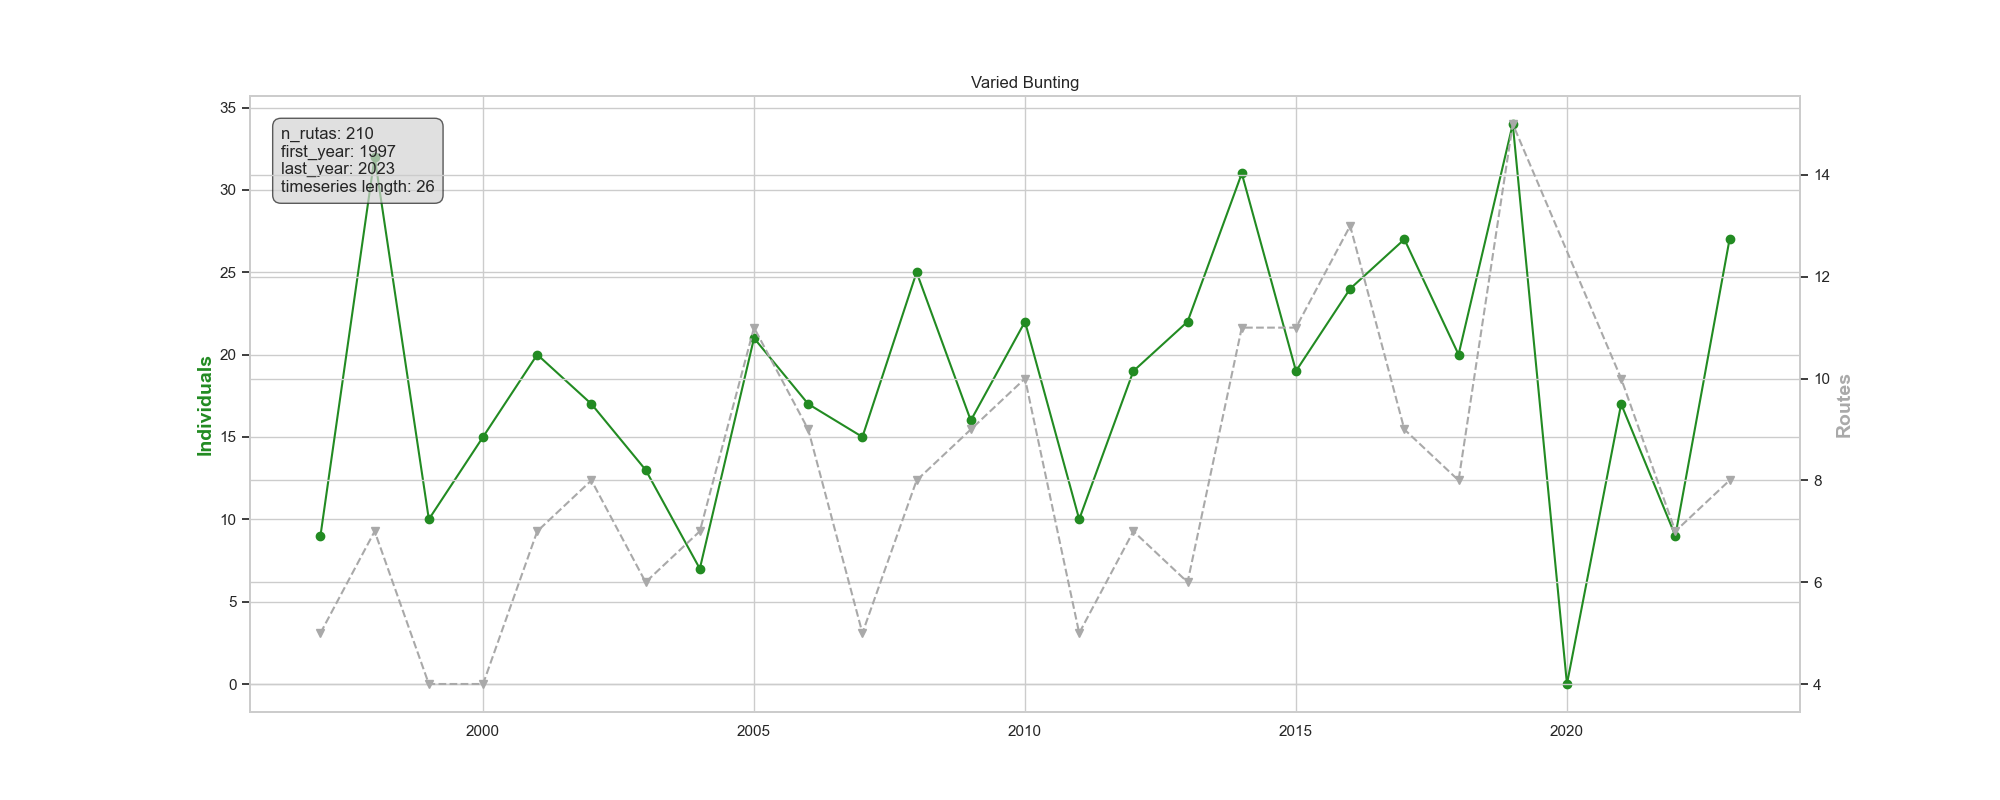 Varied Bunting
n_rutas: 210
first_year: 1997
last_year: 2023
timeseries length: 26
35
30
25
20
15
10
5
0
Individuals
14
12
10
8
6
4
Routes
2000 2005 2010 2015 2020